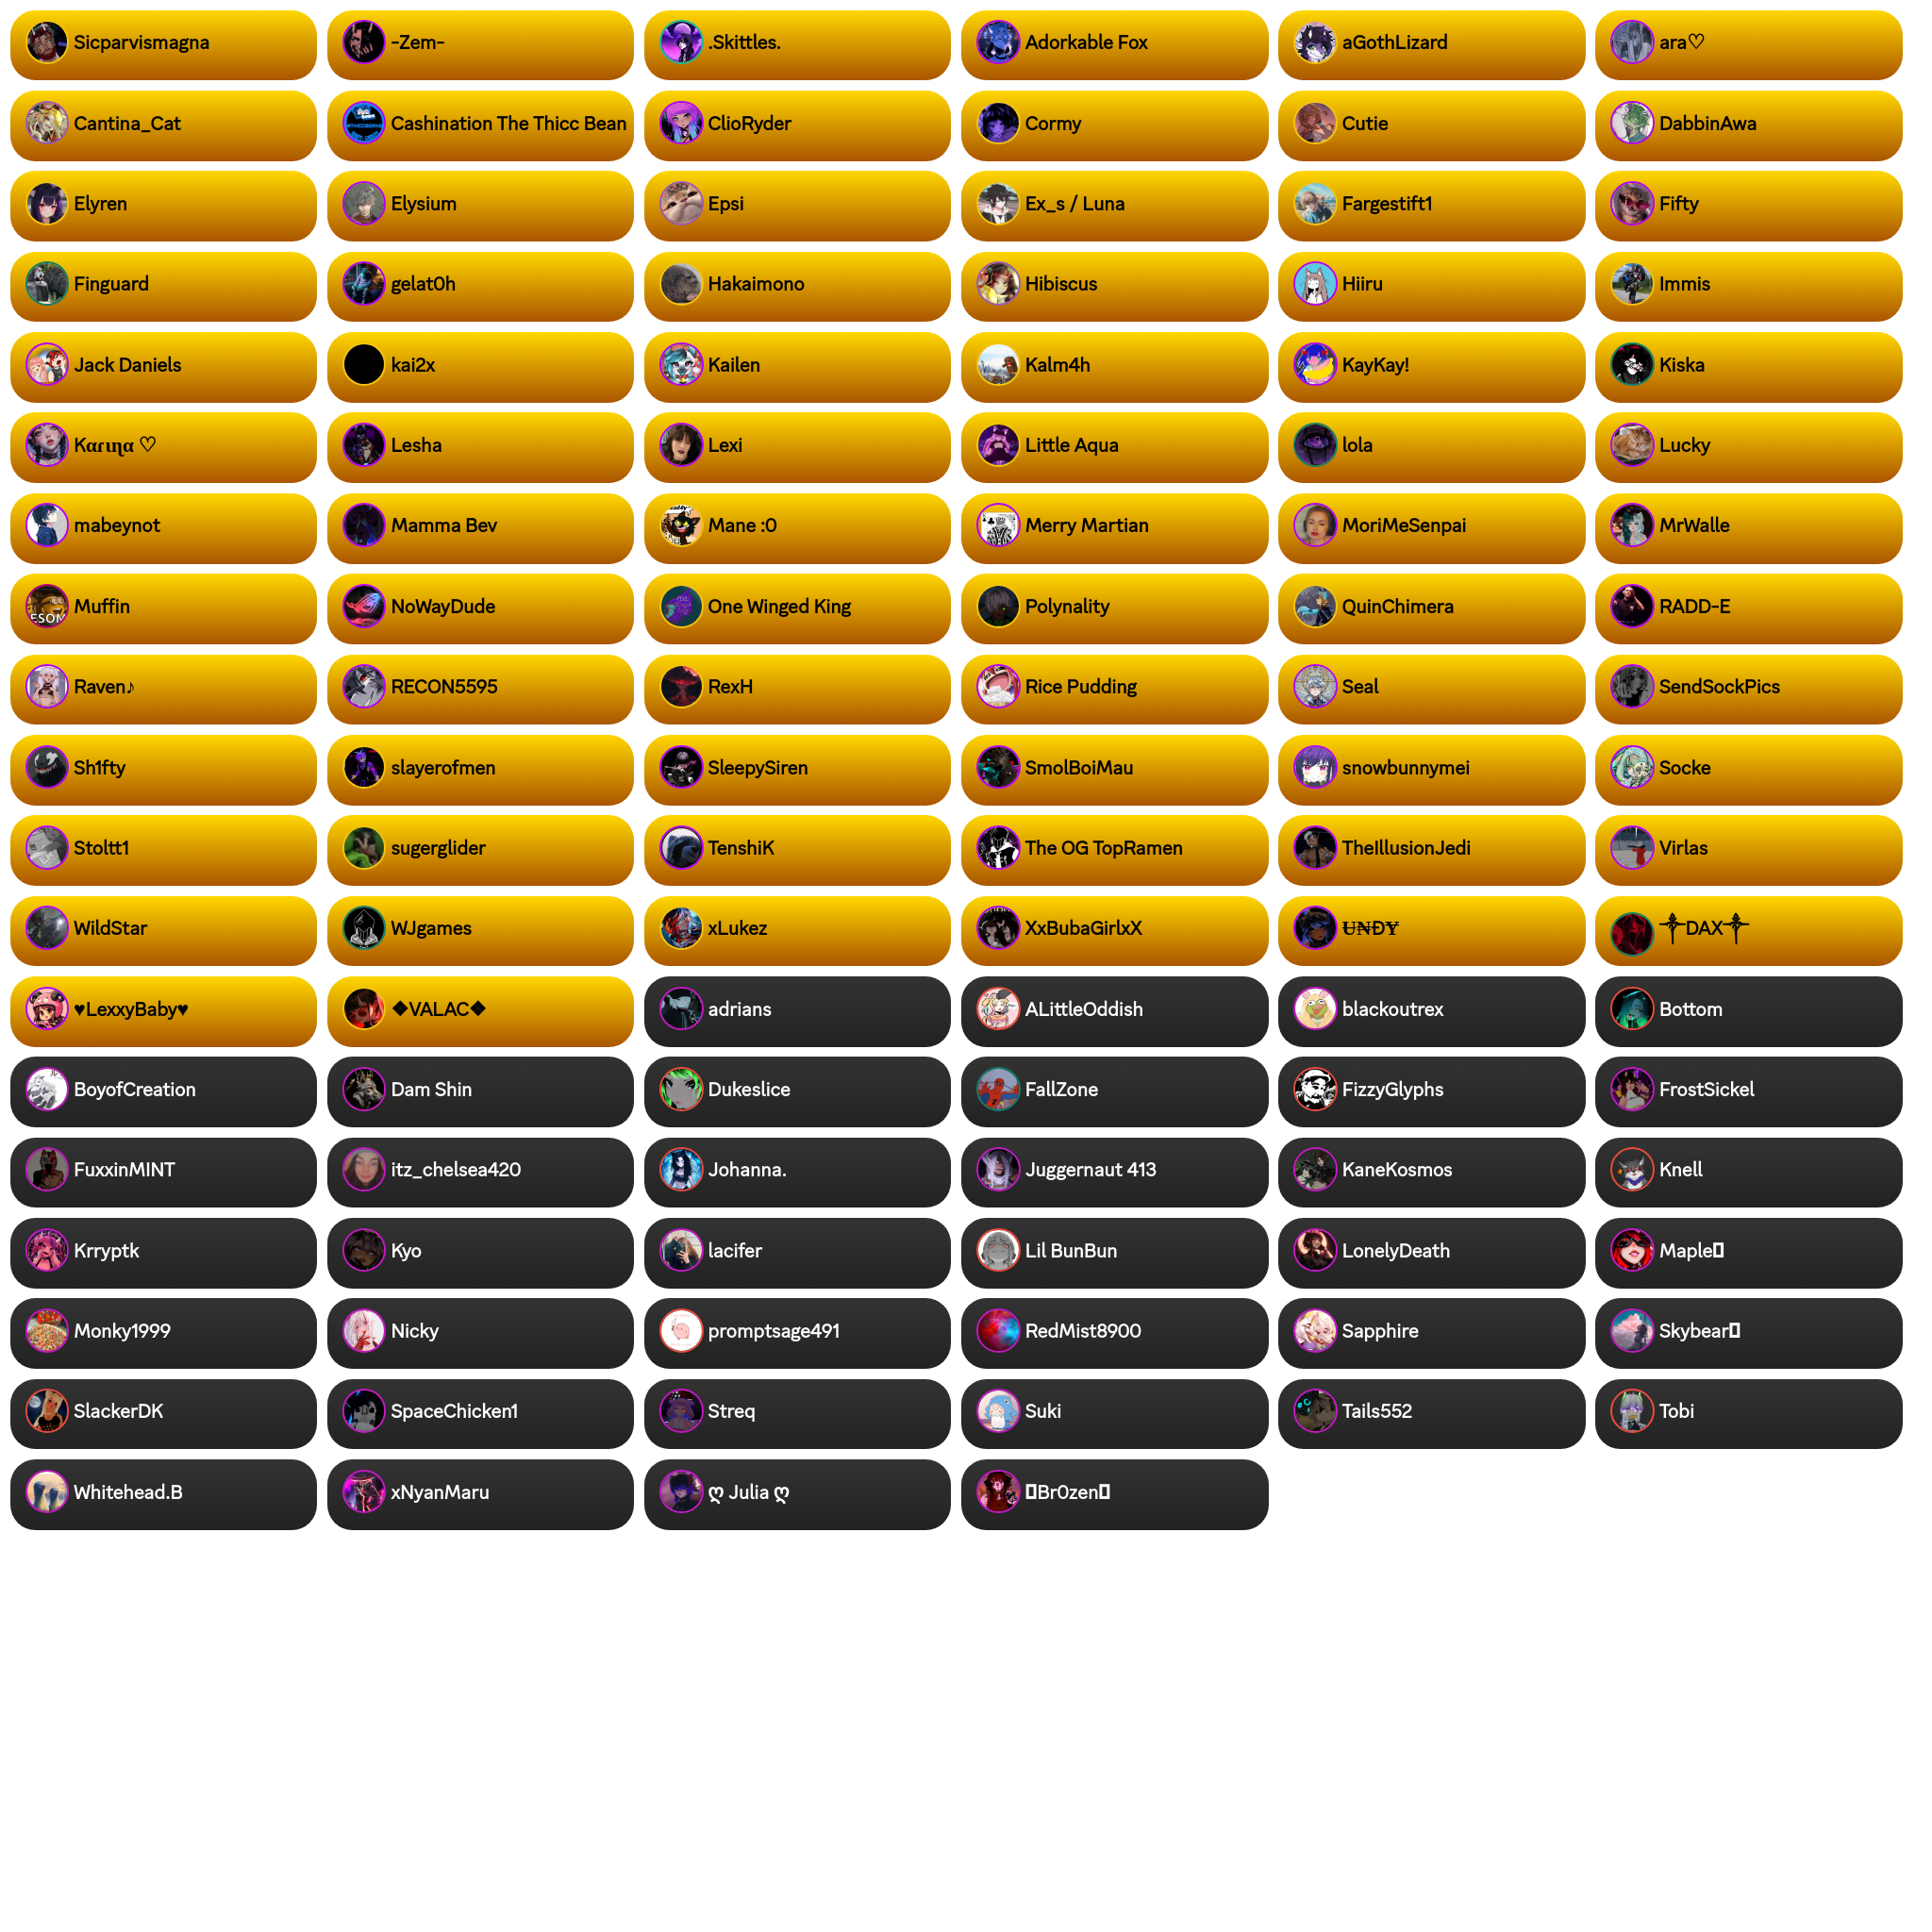 Sicparvismagna
-Zem-
.Skittles.
Adorkable Fox
aGothLizard
ara♡
Cantina_Cat
Cashination The Thicc Bean
ClioRyder
Cormy
Cutie
DabbinAwa
Elyren
Elysium
Epsi
Ex_s / Luna
Fargestift1
Fifty
Finguard
gelat0h
Hakaimono
Hibiscus
Hiiru
Immis
Jack Daniels
kai2x
Kailen
Kalm4h
KayKay!
Kiska
Kαɾιɳα ♡
Lesha
Lexi
Little Aqua
lola
Lucky
mabeynot
Mamma Bev
Mane :0
Merry Martian
MoriMeSenpai
MrWalle
Muffin
NoWayDude
One Winged King
Polynality
QuinChimera
RADD-E
Raven♪
RECON5595
RexH
Rice Pudding
Seal
SendSockPics
Sh1fty
slayerofmen
SleepySiren
SmolBoiMau
snowbunnymei
Socke
Stoltt1
sugerglider
TenshiK
The OG TopRamen
TheIllusionJedi
Virlas
WildStar
WJgames
xLukez
XxBubaGirlxX
U̶N̶D̶Y̶
༒DAX༒
♥LexxyBaby♥
❖VALAC❖
adrians
ALittleOddish
blackoutrex
Bottom
BoyofCreation
Dam Shin
Dukeslice
FallZone
FizzyGlyphs
FrostSickel
FuxxinMINT
itz_chelsea420
Johanna.
Juggernaut 413
KaneKosmos
Knell
Krryptk
Kyo
lacifer
Lil BunBun
LonelyDeath
Maple
Monky1999
Nicky
promptsage491
RedMist8900
Sapphire
Skybear
SlackerDK
SpaceChicken1
Streq
Suki
Tails552
Tobi
Whitehead.B
xNyanMaru
ღ Julia ღ
Br0zen